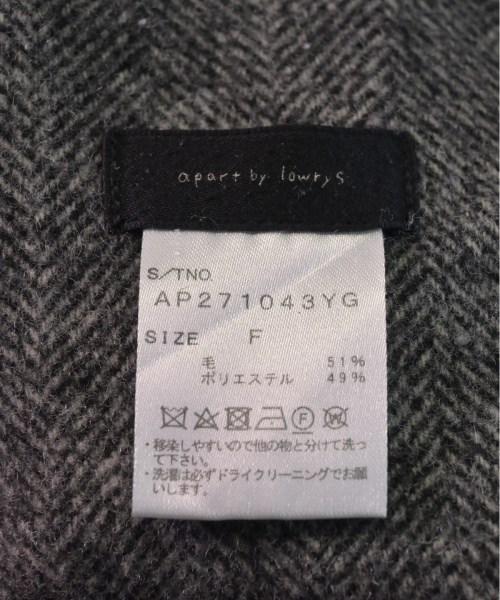 apart by lowrys
S/TNO.
AP271043YG
SIZE F
毛 51%
ポリエステル 49%
・移染しやすいので他の物と分けて洗っ
て下さい。
・洗濯は必ずドライクリーニングでお願
いします。